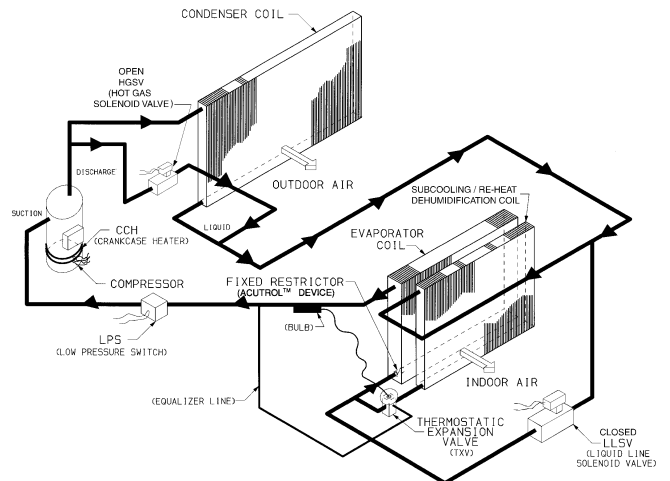 CONDENSER COIL
OPEN
HGSV
(HOT GAS
SOLENOID VALVE)
DISCHARGE
OUTDOOR AIR
SUBCOOLING / RE-HEAT
DEHUMIDIFICATION COIL
SUCTION
LIQUID
EVAPORATOR
COIL
CCH
(CRANKCASE HEATER)
COMPRESSOR
FIXED RESTRICTOR
(ACUTROL™ DEVICE)
(BULB)
LPS
(LOW PRESSURE SWITCH)
INDOOR AIR
(EQUALIZER LINE)
THERMOSTATIC
EXPANSION
VALVE
(TXV)
CLOSED
LLSV
(LIQUID LINE
SOLENOID VALVE)